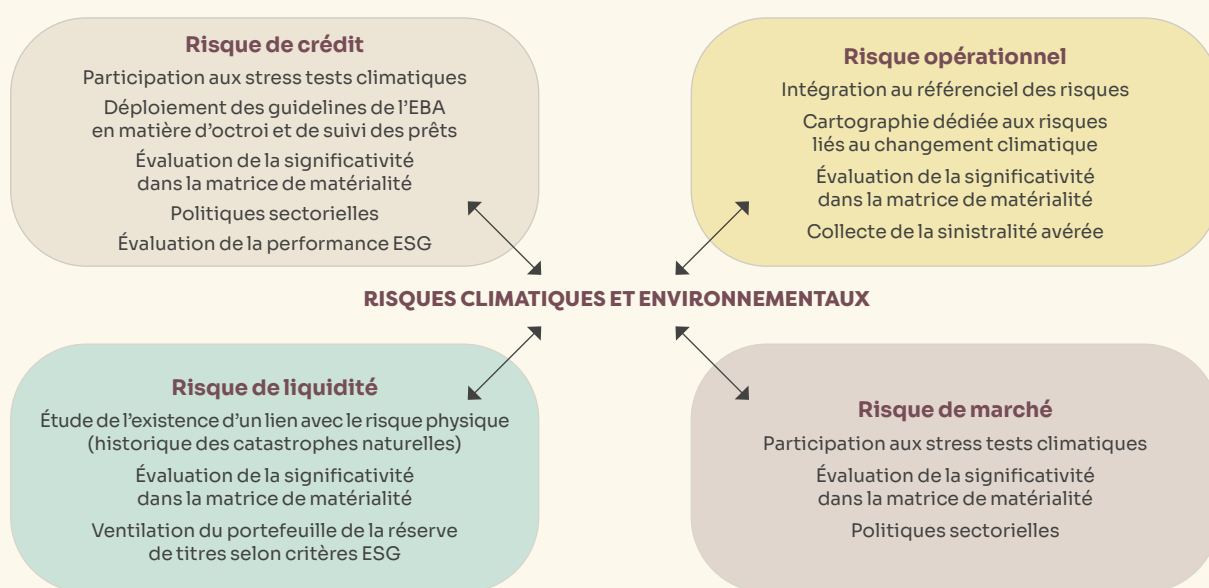 Risque de crédit
Participation aux stress tests climatiques
Déploiement des guidelines de l'EBA
en matière d'octroi et de suivi des prêts
Évaluation de la significativité
dans la matrice de matérialité
Politiques sectorielles
Évaluation de la performance ESG
Risque opérationnel
Intégration au référenciel des risques
Cartographie dédiée aux risques
liés au changement climatique
Évaluation de la significativité
dans la matrice de matérialité
Collecte de la sinistralité avérée
RISQUES CLIMATIQUES ET ENVIRONNEMENTAUX
Risque de liquidité
Étude de l'existence d'un lien avec le risque physique
(historique des catastrophes naturelles)
Évaluation de la significativité
dans la matrice de matérialité
Ventilation du portefeuille de la réserve
de titres selon critères ESG
Risque de marché
Participation aux stress tests climatiques
Évaluation de la significativité
dans la matrice de matérialité
Politiques sectorielles